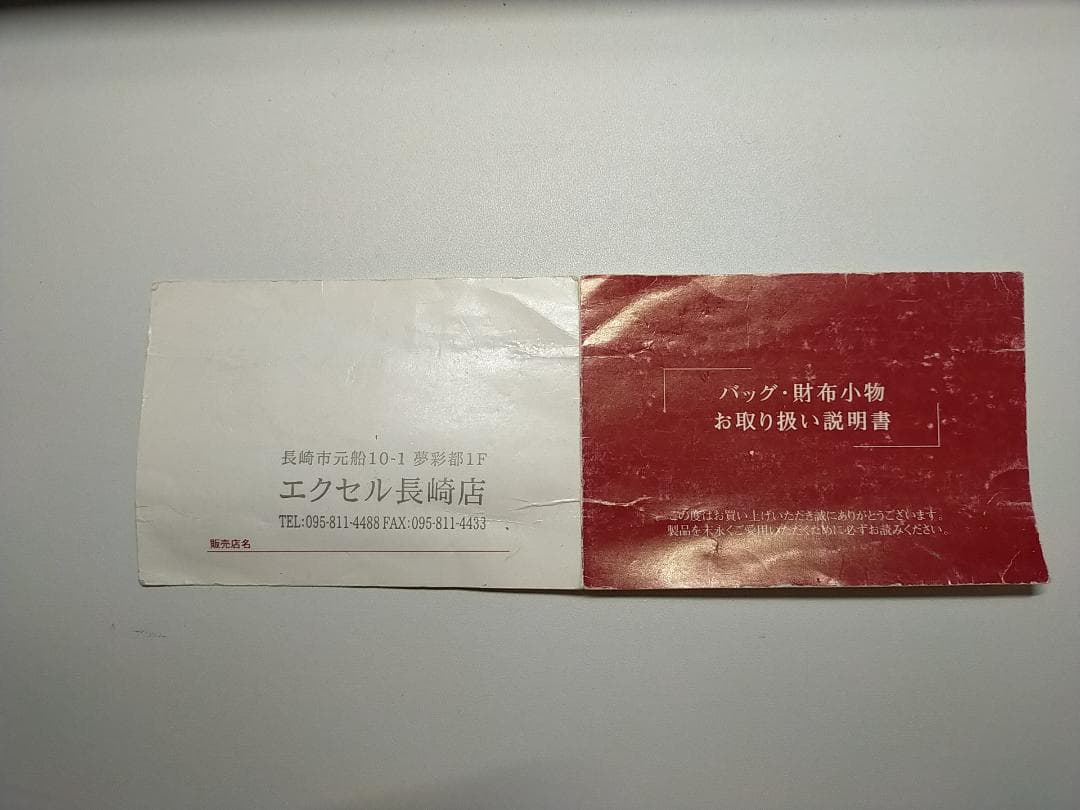 長崎市元船10-1 夢彩都1F
エクセル長崎店
TEL:095-811-4488 FAX:095-811-4433
販売店名
バッグ・財布小物
お取り扱い説明書
この度はお買い上げいただき誠にありがとうございます。
製品を末永くご愛用いただくために必ずお読みください。